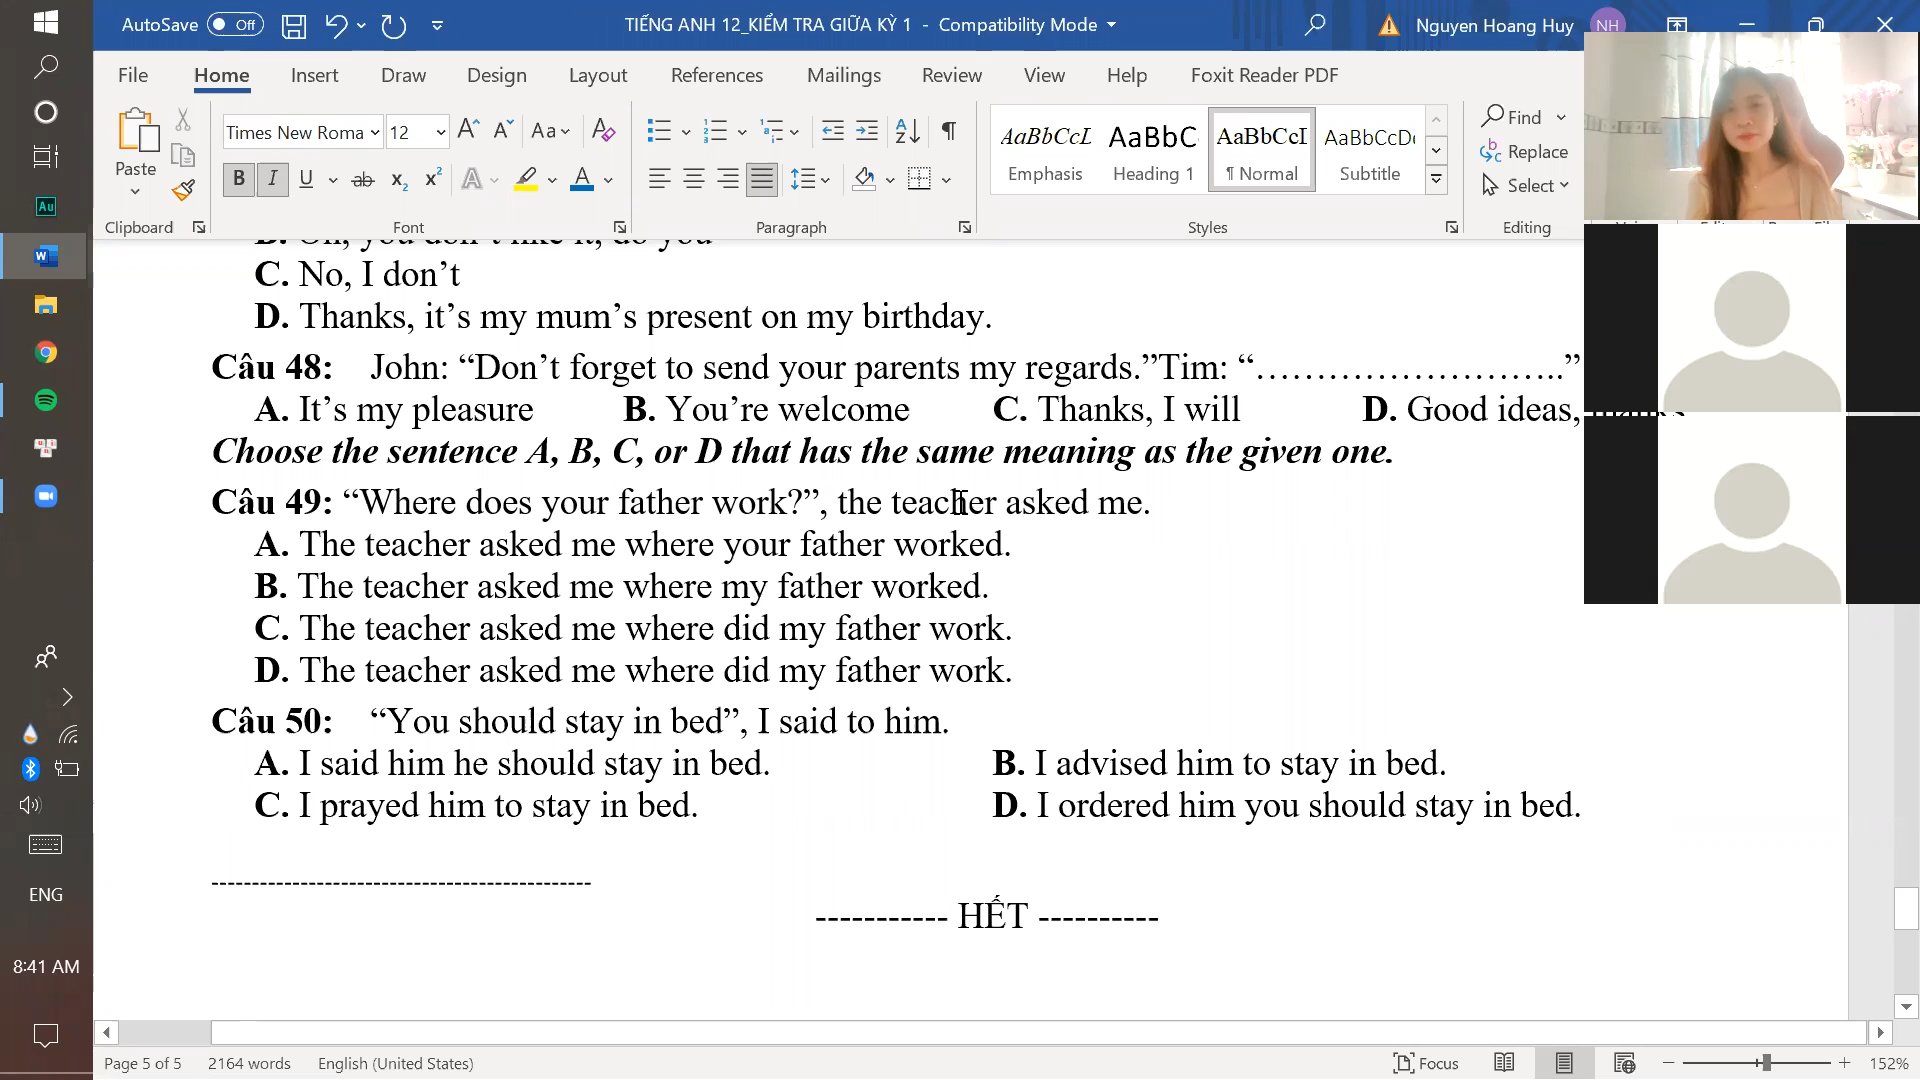 AutoSave Off TIẾNG ANH 12_KIỂM TRA GIỮA KỲ 1 - Compatibility Mode Nguyen Hoang Huy NH
File Home Insert Draw Design Layout References Mailings Review View Help Foxit Reader PDF
Times New Roma 12
AaBbCcL AaBbC AaBbCcI AaBbCcD
Find
Replace
Select
Paste
Emphasis Heading 1 ¶ Normal Subtitle
Clipboard Font Paragraph Styles Editing
B. Oh, you don’t like it, do you
C. No, I don’t
D. Thanks, it’s my mum’s present on my birthday.
Câu 48: John: “Don’t forget to send your parents my regards.”Tim: “……………………..”
A. It’s my pleasure B. You’re welcome C. Thanks, I will D. Good ideas, thanks
Choose the sentence A, B, C, or D that has the same meaning as the given one.
Câu 49: “Where does your father work?”, the teacher asked me.
A. The teacher asked me where your father worked.
B. The teacher asked me where my father worked.
C. The teacher asked me where did my father work.
D. The teacher asked me where did my father work.
Câu 50: “You should stay in bed”, I said to him.
A. I said him he should stay in bed. B. I advised him to stay in bed.
C. I prayed him to stay in bed. D. I ordered him you should stay in bed.
-----------------------------------------------
----------- HẾT ----------
ENG
8:41 AM
Page 5 of 5 2164 words English (United States) Focus 152%